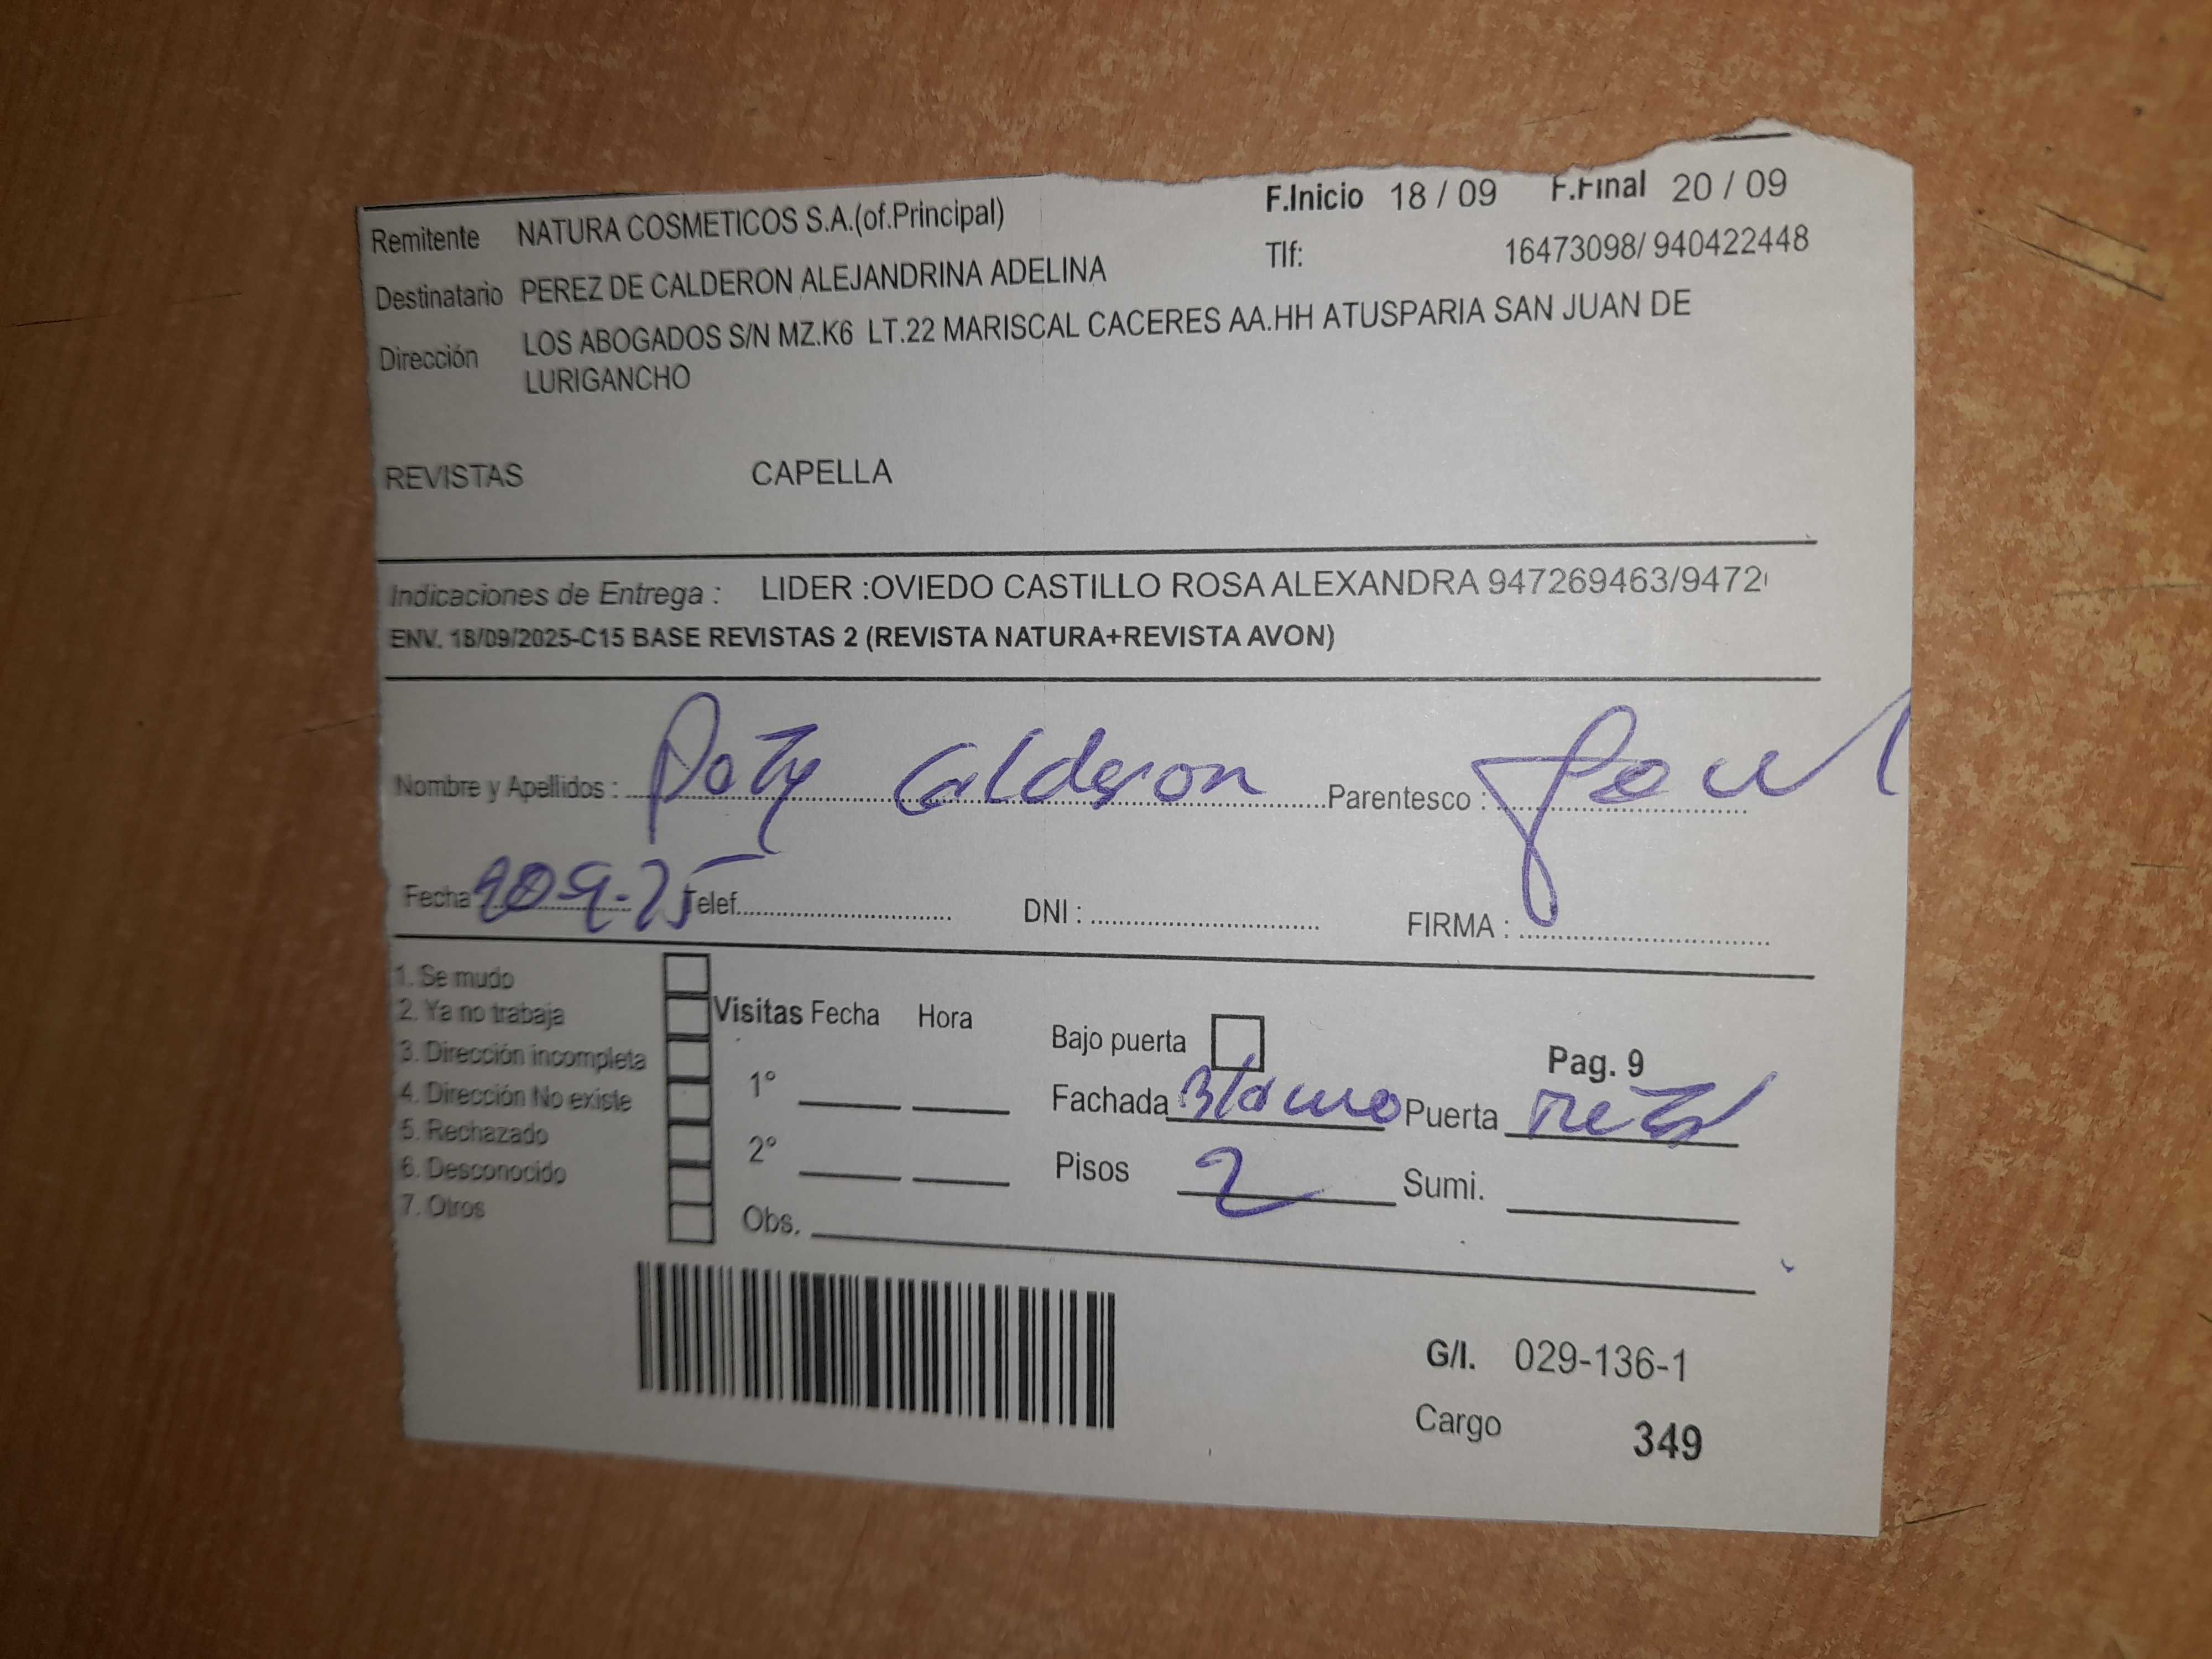 F.Inicio 18 / 09 F.Final 20 / 09
Remitente NATURA COSMETICOS S.A.(of.Principal)
Tlf: 16473098/ 940422448
Destinatario PEREZ DE CALDERON ALEJANDRINA ADELINA
Dirección LOS ABOGADOS S/N MZ.K6 LT.22 MARISCAL CACERES AA.HH ATUSPARIA SAN JUAN DE
LURIGANCHO
REVISTAS CAPELLA
Indicaciones de Entrega : LIDER :OVIEDO CASTILLO ROSA ALEXANDRA 947269463/9472
ENV. 18/09/2025-C15 BASE REVISTAS 2 (REVISTA NATURA+REVISTA AVON)
Nombre y Apellidos : Paty Calderon Parentesco :
Fecha Telef. DNI : FIRMA :
1. Se mudo
2. Ya no trabaja
3. Dirección incompleta
4. Dirección No existe
5. Rechazado
6. Desconocido
7. Otros
Visitas Fecha Hora
1°
2°
Obs.
Bajo puerta
Pag. 9
Fachada Blanco Puerta
Pisos 2 Sumi.
G/I. 029-136-1
Cargo 349